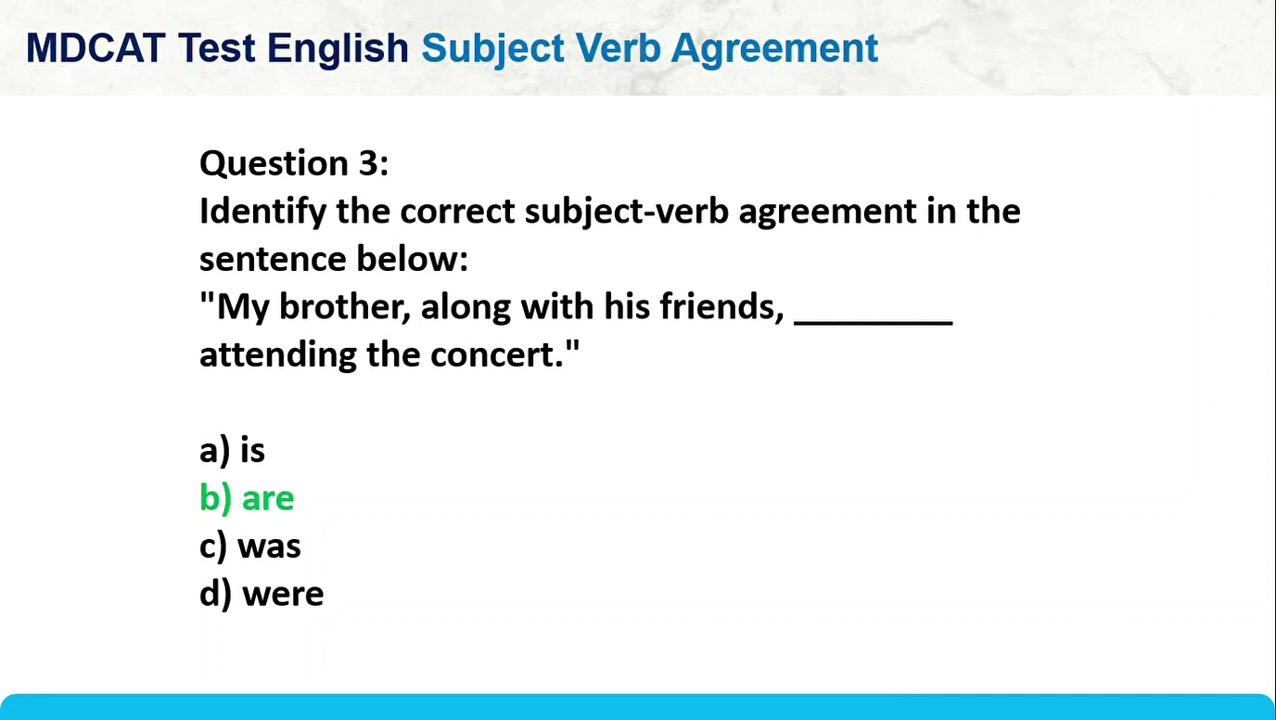 MDCAT Test English Subject Verb Agreement
Question 3:
Identify the correct subject-verb agreement in the
sentence below:
"My brother, along with his friends, ________
attending the concert."
a) is
b) are
c) was
d) were